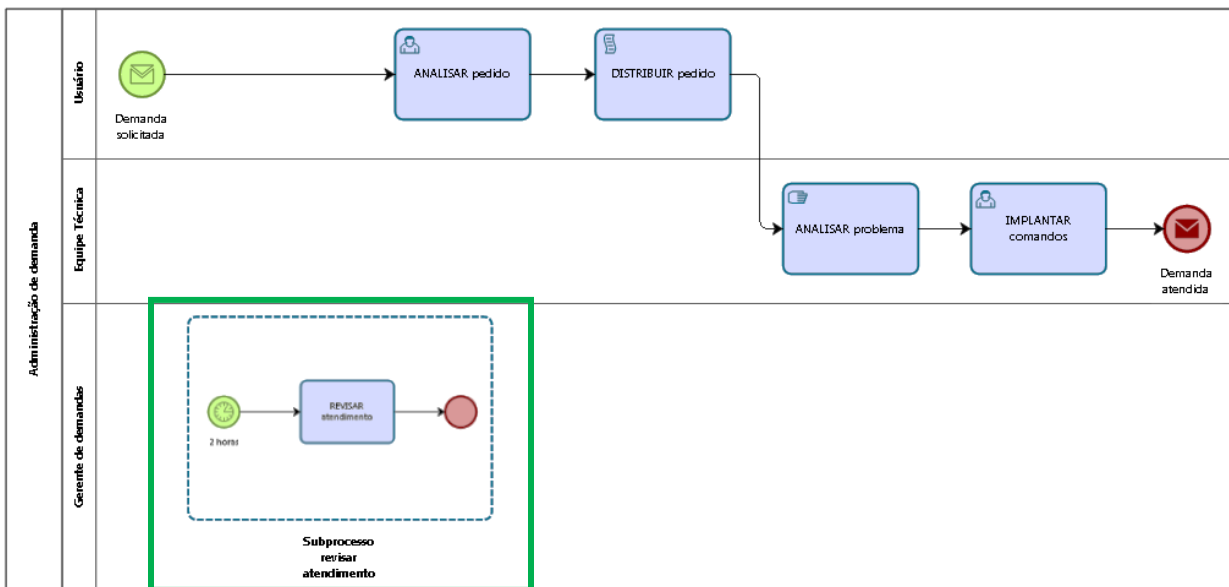 Administração de demanda
Usuário
Demanda
solicitada
ANALISAR pedido
DISTRIBUIR pedido
Equipe Técnica
ANALISAR problema
IMPLANTAR
comandos
Demanda
atendida
Gerente de demandas
2 horas
REVISAR
atendimento
Subprocesso
revisar
atendimento